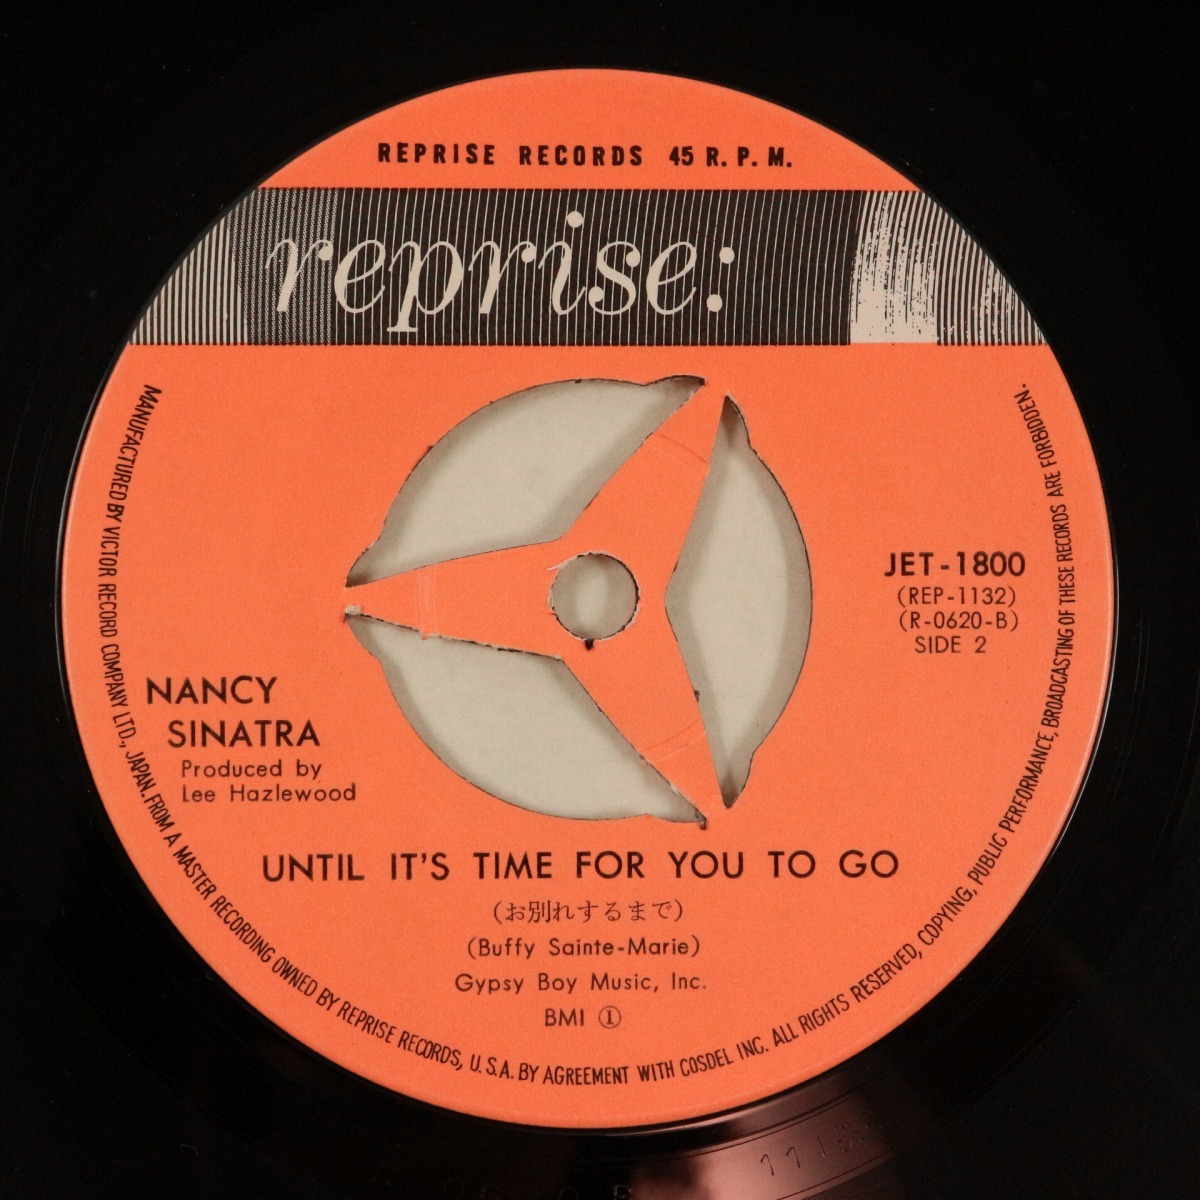 REPRISE RECORDS 45 R. P. M.
reprise:
JET-1800
(REP-1132)
(R-0620-B)
SIDE 2
NANCY
SINATRA
Produced by
Lee Hazlewood
UNTIL IT'S TIME FOR YOU TO GO
(お別れするまで)
(Buffy Sainte-Marie)
Gypsy Boy Music, Inc.
BMI ①
MANUFACTURED BY VICTOR RECORD COMPANY LTD., JAPAN. FROM A MASTER RECORDING OWNED BY REPRISE RECORDS, U.S.A. BY AGREEMENT WITH COSDEL INC. ALL RIGHTS RESERVED, COPYING, PUBLIC PERFORMANCE, BROADCASTING OF THESE RECORDS ARE FORBIDDEN.